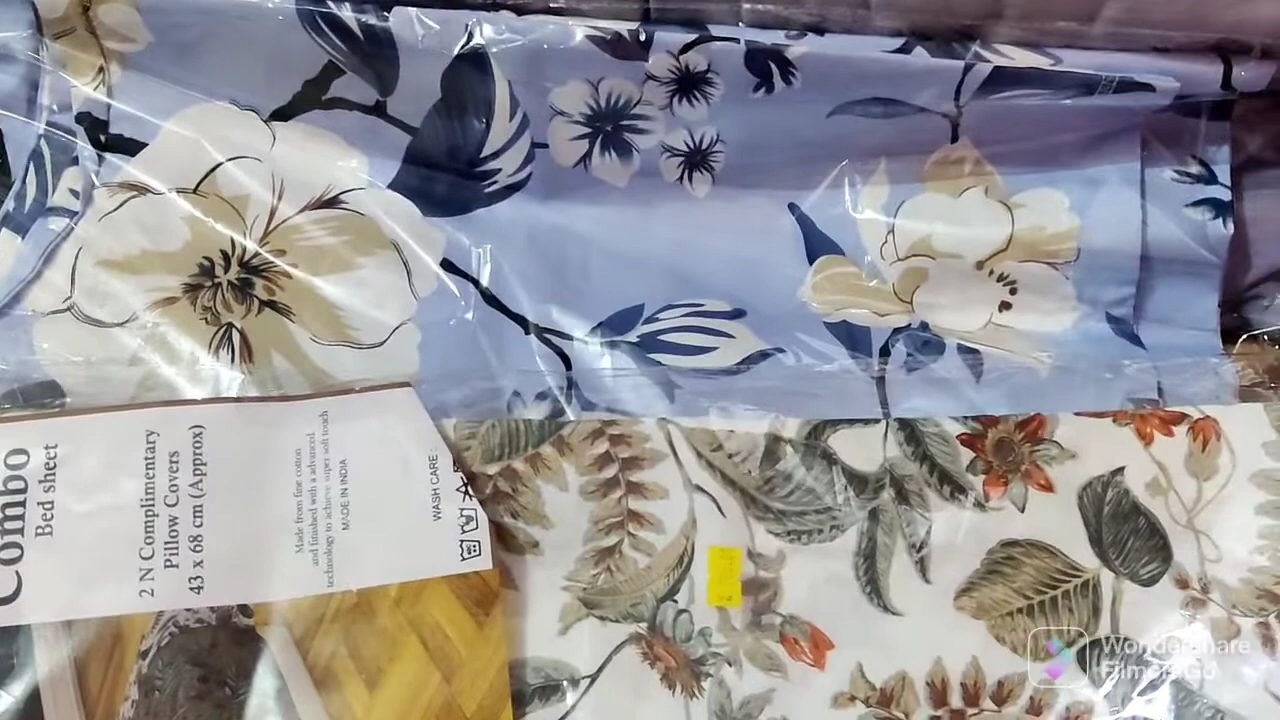 Combo
Bed sheet
2 N Complimentary
Pillow Covers
43 x 68 cm (Approx)
Made from fine cotton
and finished with a advanced
technology to achieve super soft touch
MADE IN INDIA
WASH CARE :
Wondershare
Filmora Go